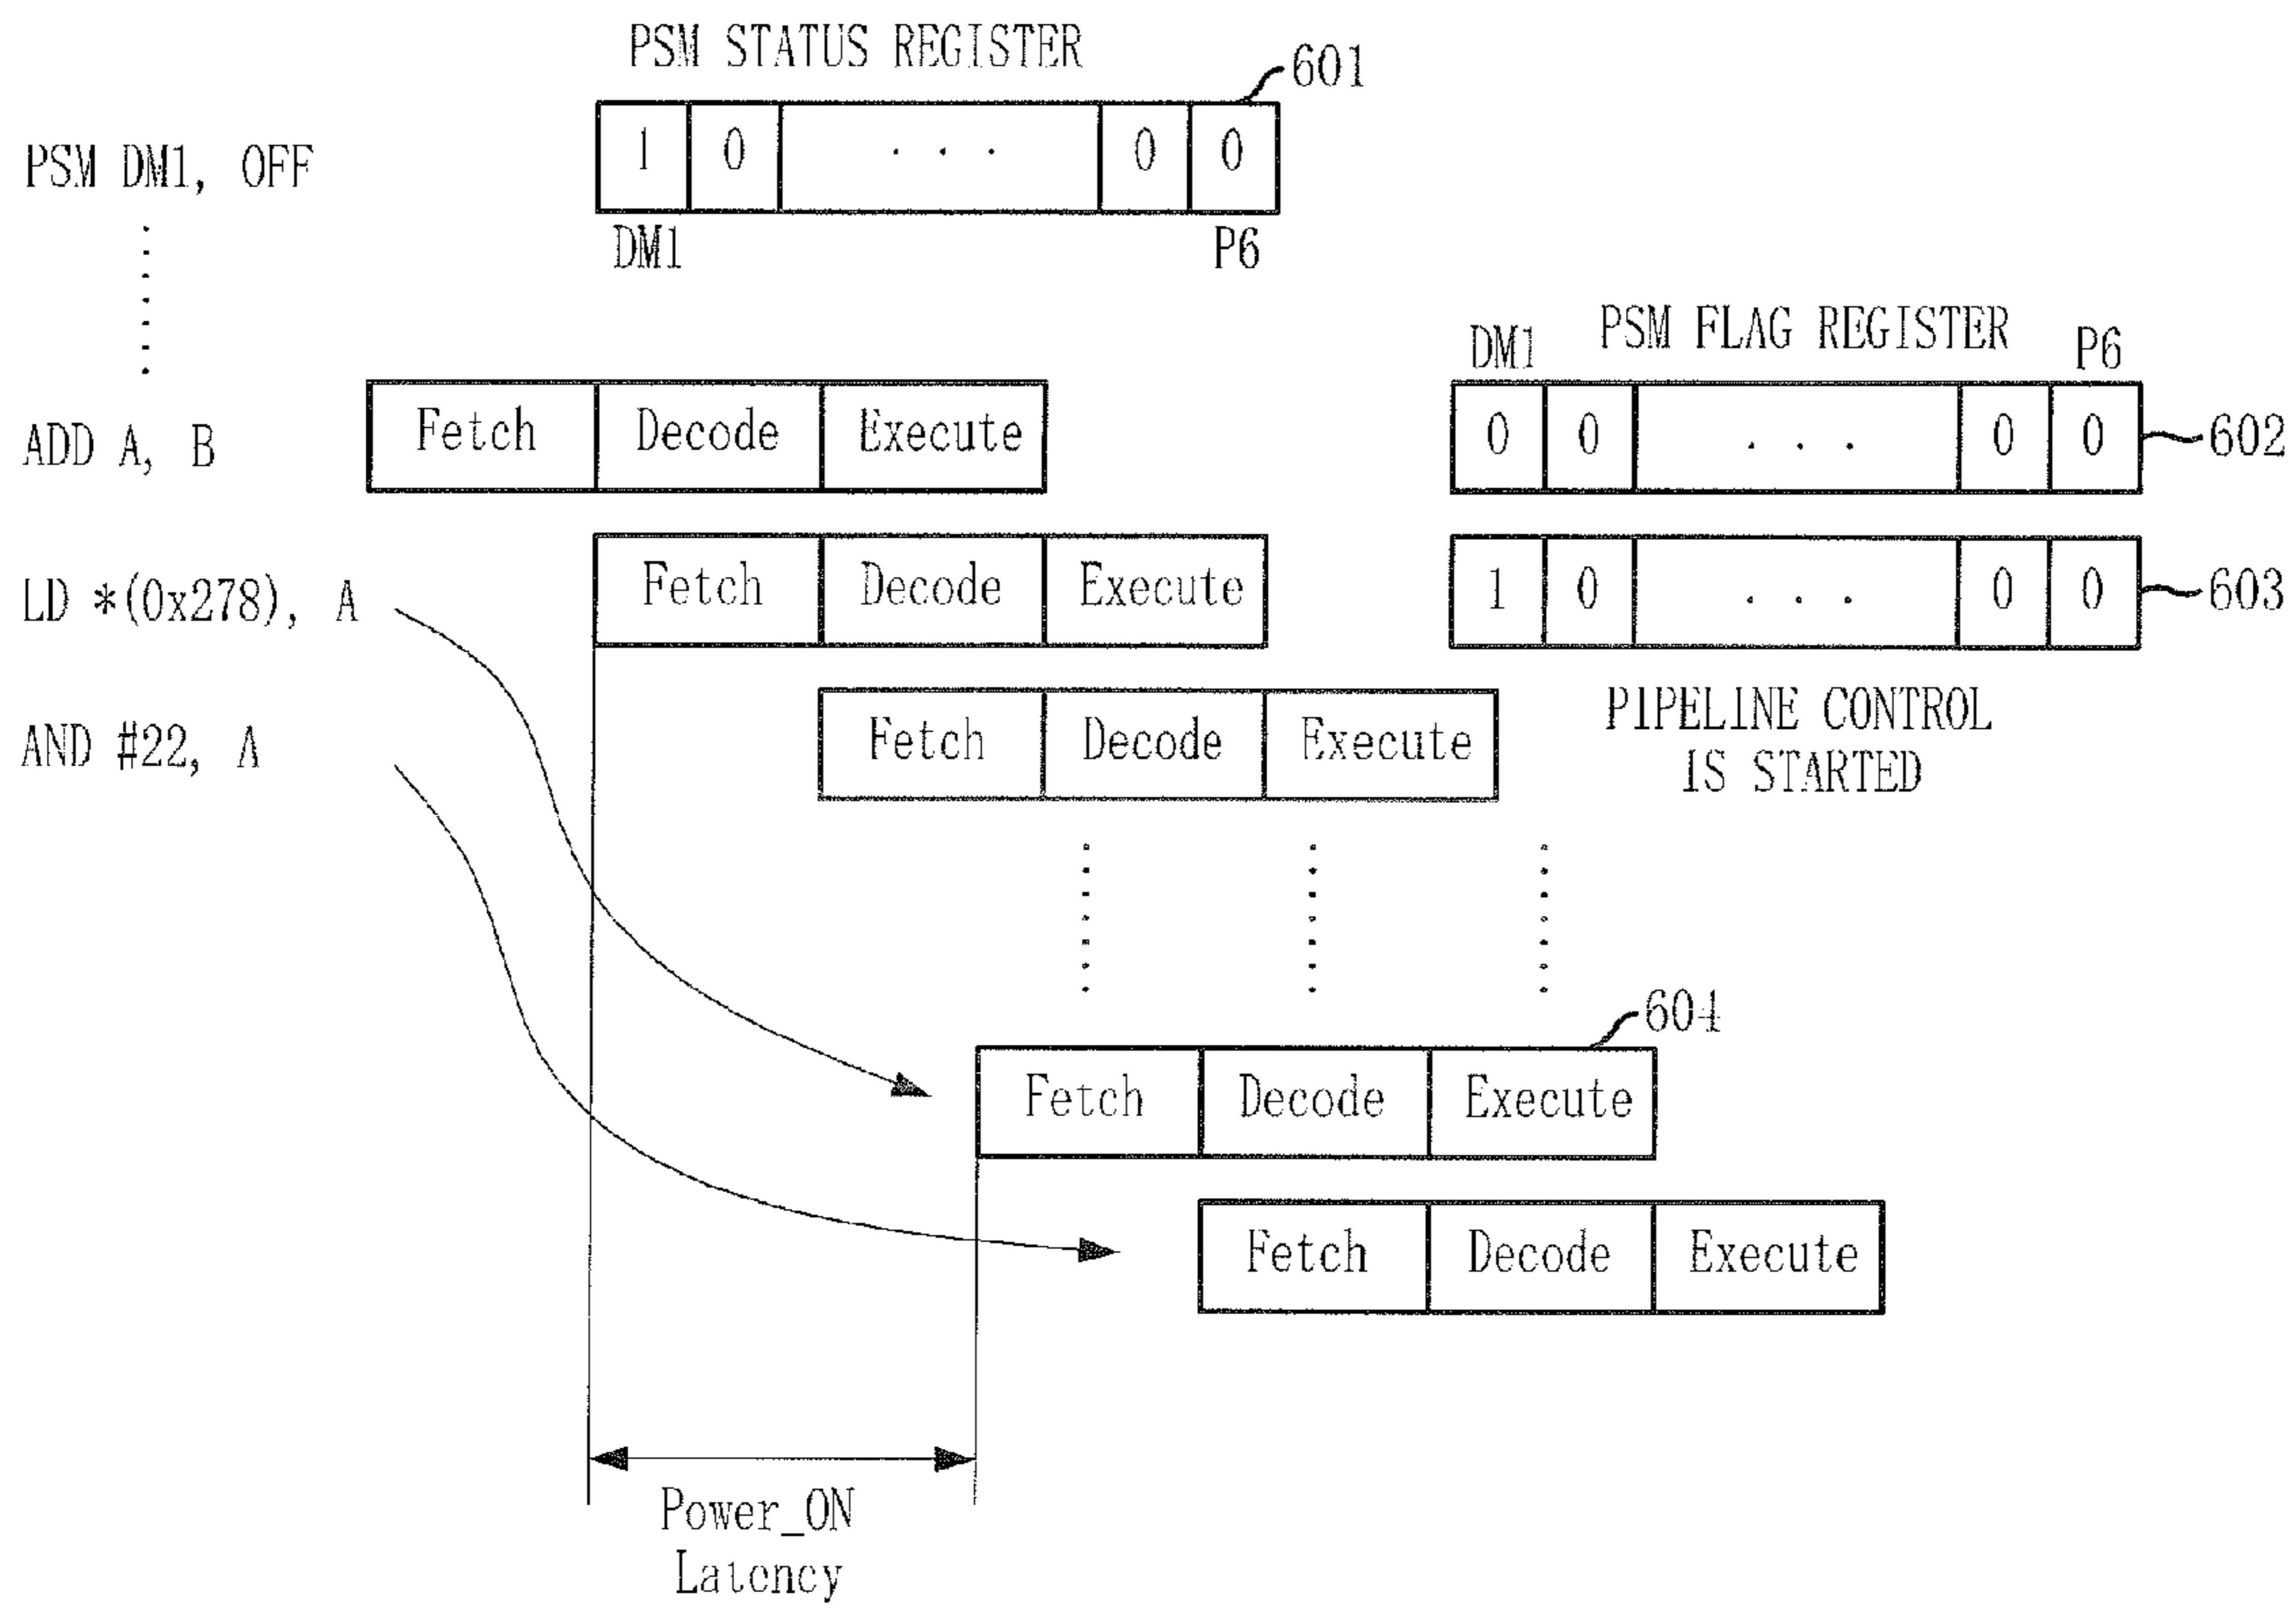 PSM STATUS REGISTER
601
PSM DM1, OFF
1 0 . . . 0 0
DM1 P6
PSM FLAG REGISTER
DM1 P6
ADD A, B
Fetch Decode Execute
0 0 . . . 0 0
602
LD *(0x278), A
Fetch Decode Execute
1 0 . . . 0 0
603
AND #22, A
Fetch Decode Execute
PIPELINE CONTROL
IS STARTED
604
Fetch Decode Execute
Fetch Decode Execute
Power_ON
Latency